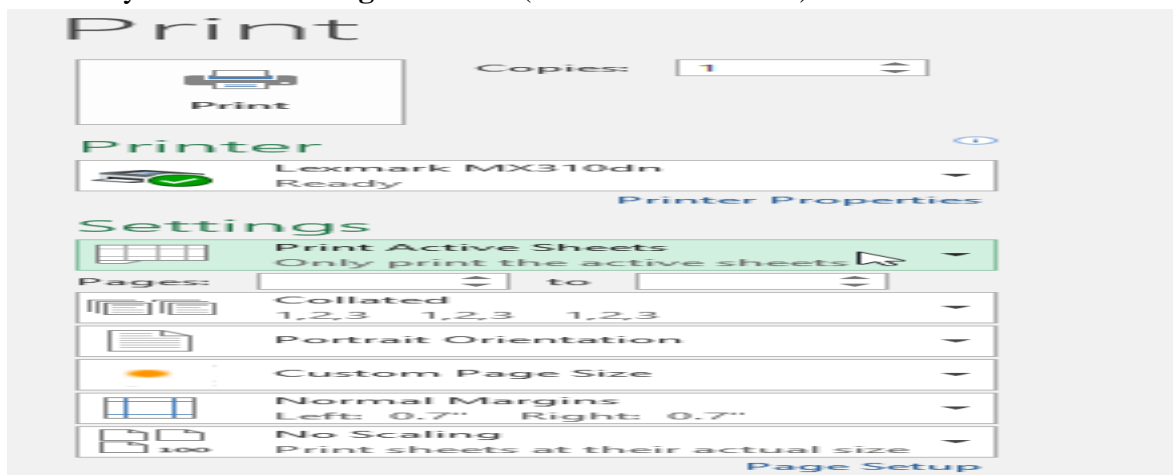 Print
Copies: 1
Print
Printer
Lexmark MX310dn
Ready
Printer Properties
Settings
Print Active Sheets
Only print the active sheets
Pages: to
Collated
1,2,3 1,2,3 1,2,3
Portrait Orientation
Custom Page Size
Normal Margins
Left: 0.7" Right: 0.7"
No Scaling
100
Print sheets at their actual size
Page Setup